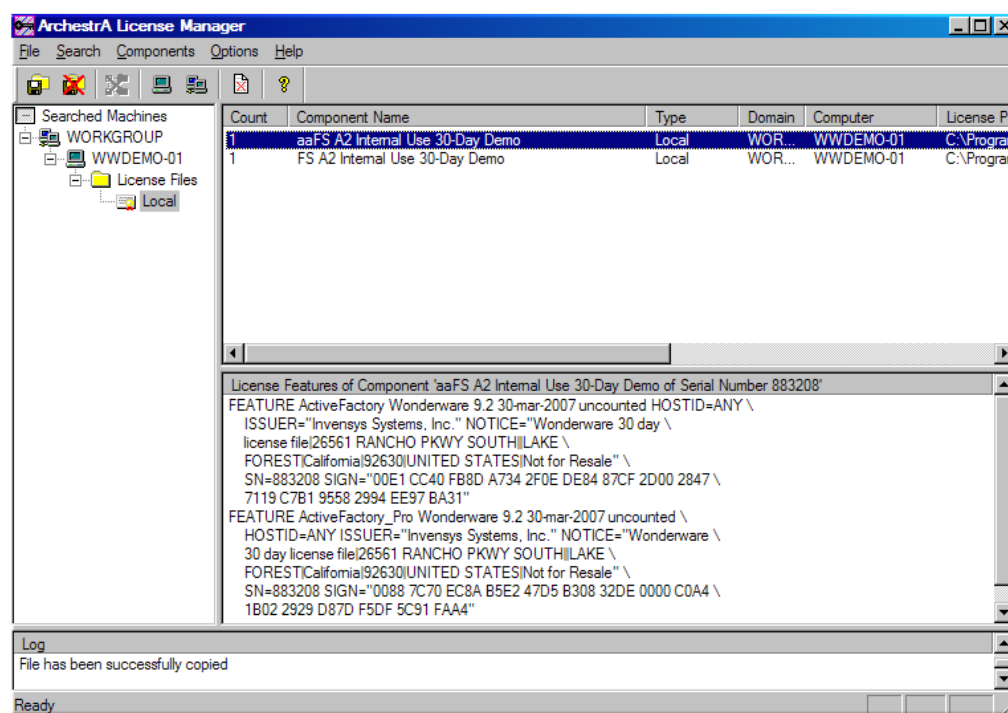 ArchestrA License Manager
File Search Components Options Help
Searched Machines
WORKGROUP
WWDEMO-01
License Files
Local
Count Component Name Type Domain Computer License P
1 aaFS A2 Internal Use 30-Day Demo Local WOR... WWDEMO-01 C:\Progra
1 FS A2 Internal Use 30-Day Demo Local WOR... WWDEMO-01 C:\Progra
License Features of Component 'aaFS A2 Internal Use 30-Day Demo of Serial Number 883208'
FEATURE ActiveFactory Wonderware 9.2 30-mar-2007 uncounted HOSTID=ANY \
ISSUER="Invensys Systems, Inc." NOTICE="Wonderware 30 day \
license file|26561 RANCHO PKWY SOUTH||LAKE \
FOREST|California|92630|UNITED STATES|Not for Resale" \
SN=883208 SIGN="00E1 CC40 FB8D A734 2F0E DE84 87CF 2D00 2847 \
7119 C7B1 9558 2994 EE97 BA31"
FEATURE ActiveFactory_Pro Wonderware 9.2 30-mar-2007 uncounted \
HOSTID=ANY ISSUER="Invensys Systems, Inc." NOTICE="Wonderware \
30 day license file|26561 RANCHO PKWY SOUTH||LAKE \
FOREST|California|92630|UNITED STATES|Not for Resale" \
SN=883208 SIGN="0088 7C70 EC8A B5E2 47D5 B308 32DE 0000 C0A4 \
1B02 2929 D87D F5DF 5C91 FAA4"
Log
File has been successfully copied
Ready